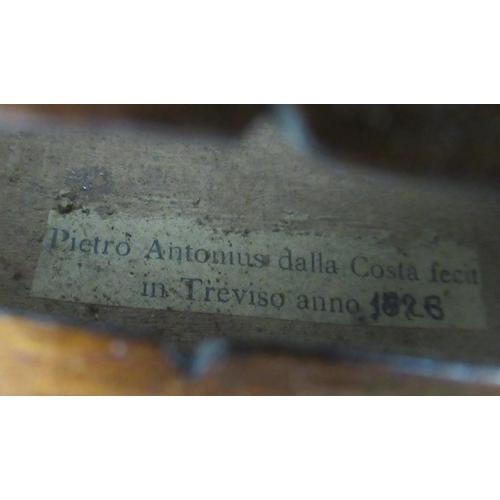 Pietro Antonius dalla Costa fecit
in Treviso anno 1826